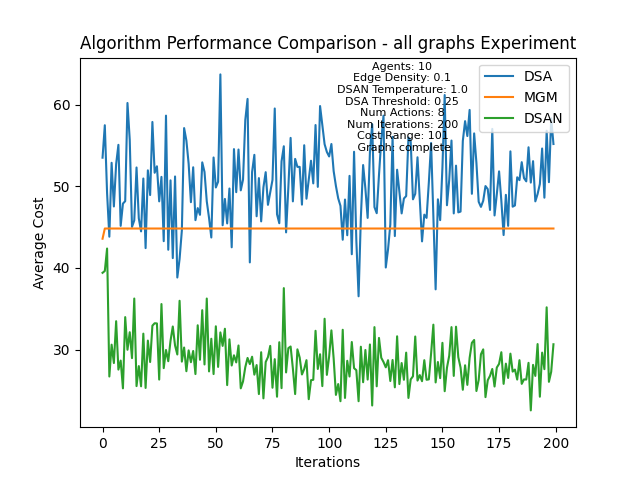 Algorithm Performance Comparison - all graphs Experiment
Agents: 10
Edge Density: 0.1
DSAN Temperature: 1.0
DSA Threshold: 0.25
Num Actions: 8
Num Iterations: 200
Cost Range: 101
Graph: complete
DSA
MGM
DSAN
Average Cost
60
50
40
30
0
25
50
75
100
125
150
175
200
Iterations